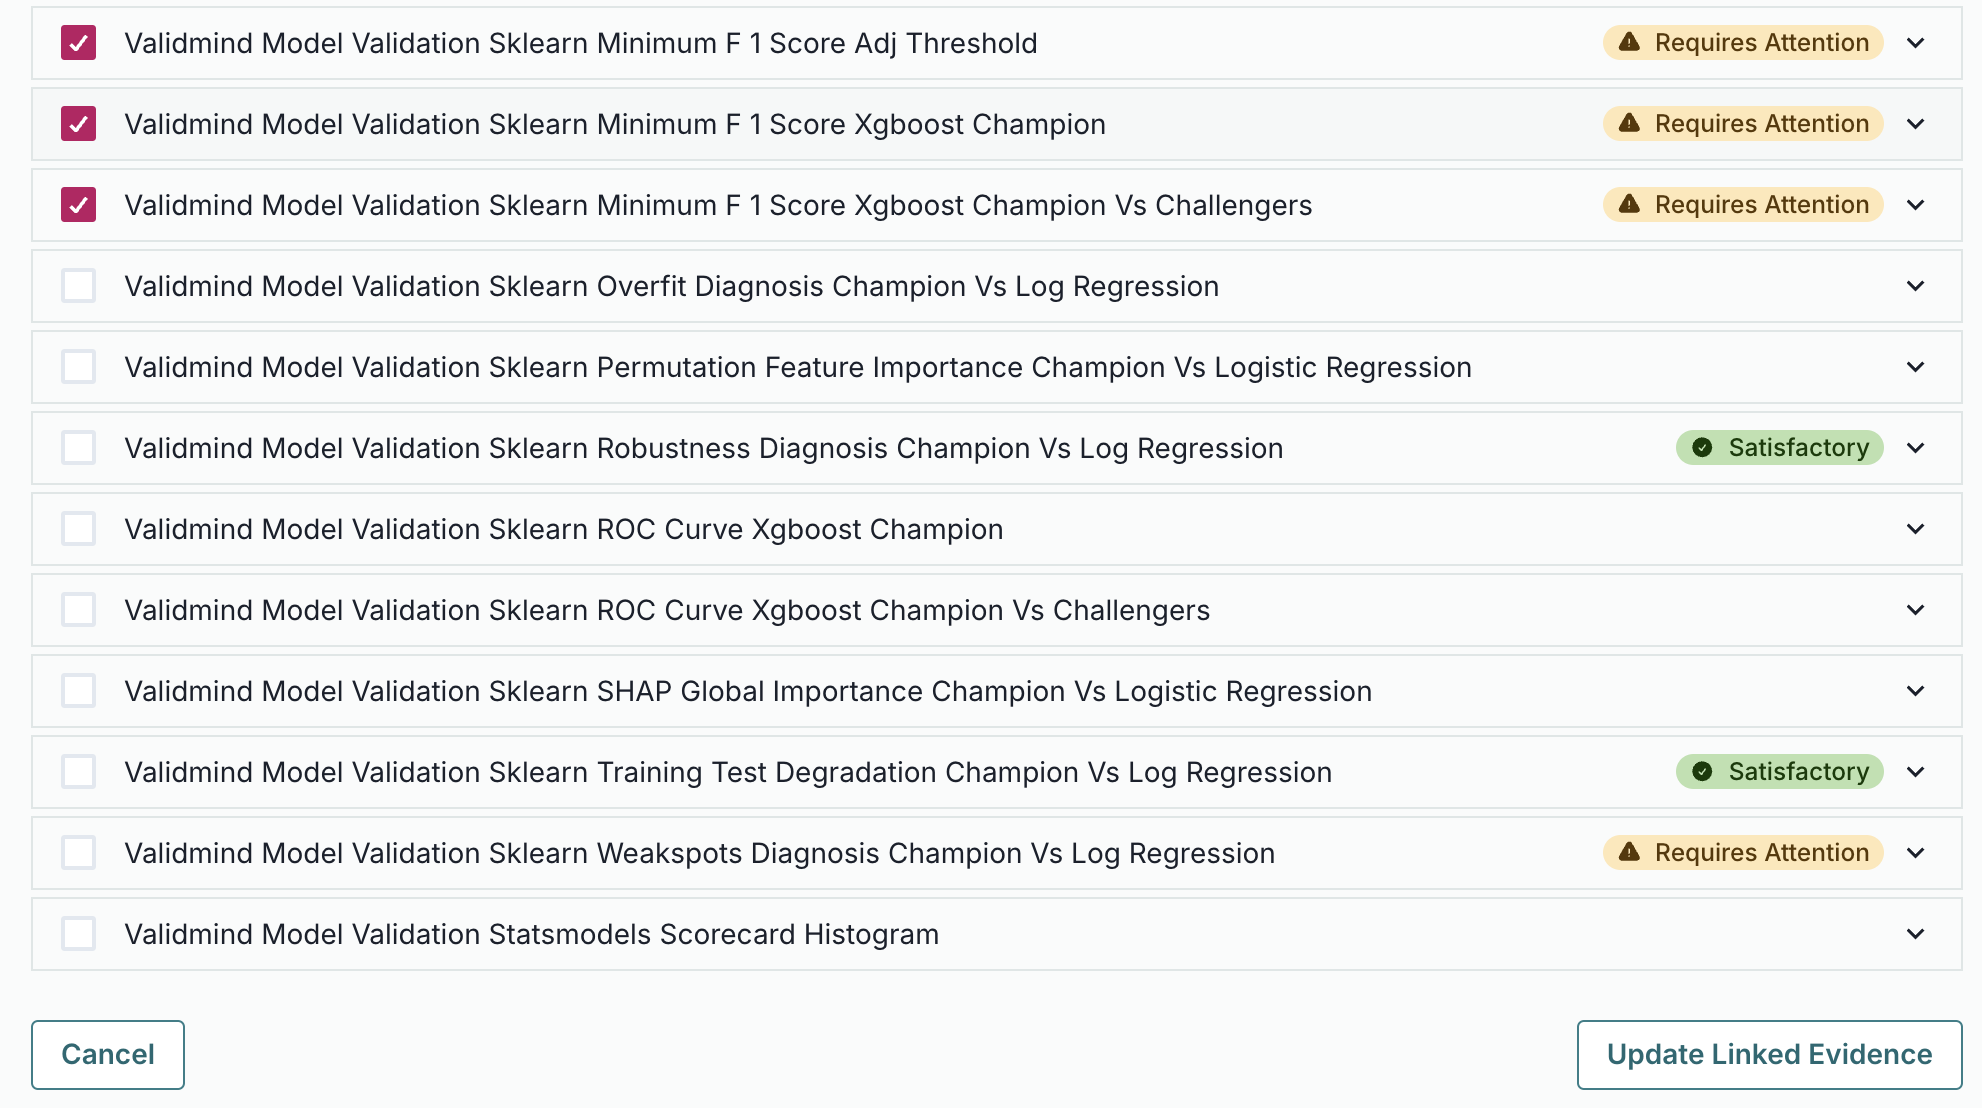 Validmind Model Validation Sklearn Minimum F 1 Score Adj Threshold Requires Attention
Validmind Model Validation Sklearn Minimum F 1 Score Xgboost Champion Requires Attention
Validmind Model Validation Sklearn Minimum F 1 Score Xgboost Champion Vs Challengers Requires Attention
Validmind Model Validation Sklearn Overfit Diagnosis Champion Vs Log Regression
Validmind Model Validation Sklearn Permutation Feature Importance Champion Vs Logistic Regression
Validmind Model Validation Sklearn Robustness Diagnosis Champion Vs Log Regression Satisfactory
Validmind Model Validation Sklearn ROC Curve Xgboost Champion
Validmind Model Validation Sklearn ROC Curve Xgboost Champion Vs Challengers
Validmind Model Validation Sklearn SHAP Global Importance Champion Vs Logistic Regression
Validmind Model Validation Sklearn Training Test Degradation Champion Vs Log Regression Satisfactory
Validmind Model Validation Sklearn Weakspots Diagnosis Champion Vs Log Regression Requires Attention
Validmind Model Validation Statsmodels Scorecard Histogram
Cancel Update Linked Evidence